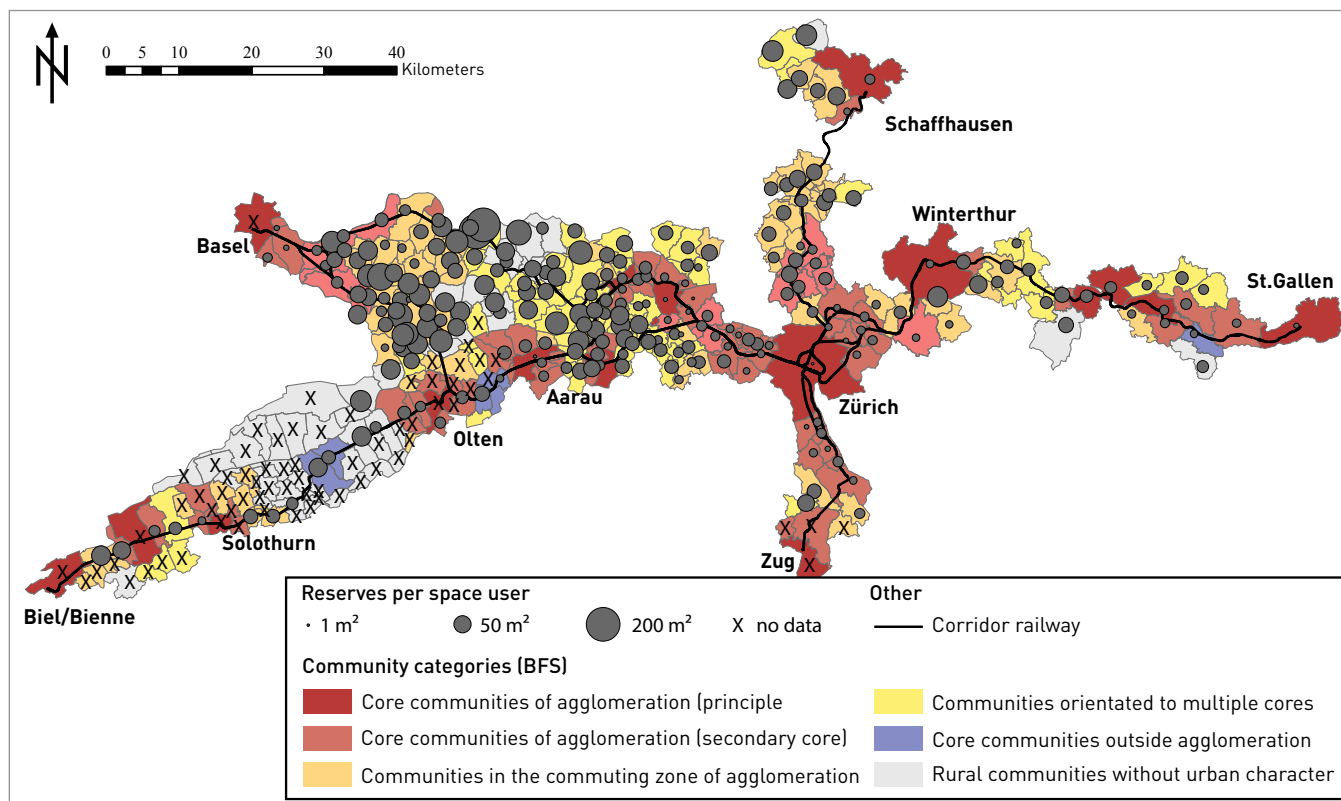 N
0 5 10 20 30 40
Kilometers
Schaffhausen
Winterthur
Basel
St.Gallen
Aarau
Zürich
Olten
Solothurn
Zug
Biel/Bienne
Reserves per space user
Other
1 m²
50 m²
200 m²
X no data
Corridor railway
Community categories (BFS)
Core communities of agglomeration (principle
Communities orientated to multiple cores
Core communities of agglomeration (secondary core)
Core communities outside agglomeration
Communities in the commuting zone of agglomeration
Rural communities without urban character